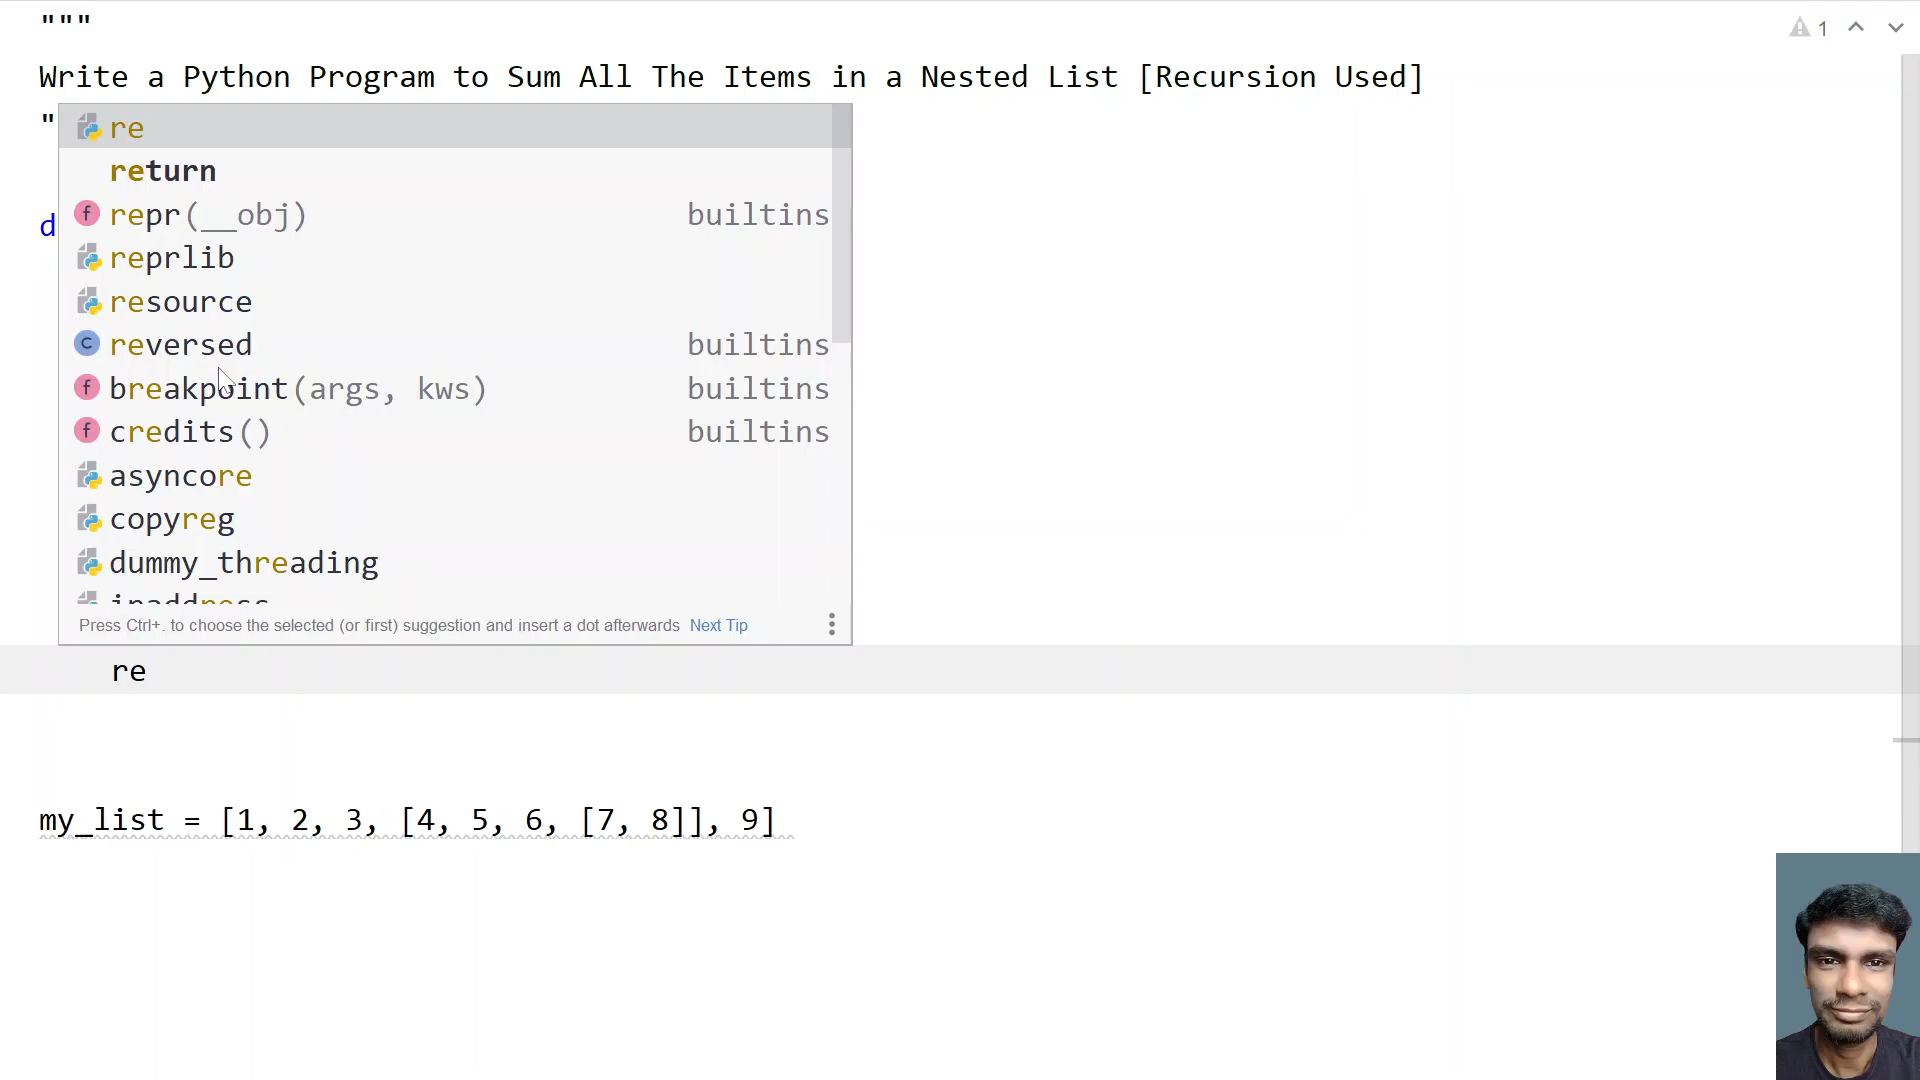 """
1
Write a Python Program to Sum All The Items in a Nested List [Recursion Used]
"
re
return
d
f repr(__obj) builtins
reprlib
resource
c reversed builtins
f breakpoint(args, kws) builtins
f credits() builtins
asyncore
copyreg
dummy_threading
Press Ctrl+. to choose the selected (or first) suggestion and insert a dot afterwards Next Tip
re
my_list = [1, 2, 3, [4, 5, 6, [7, 8]], 9]